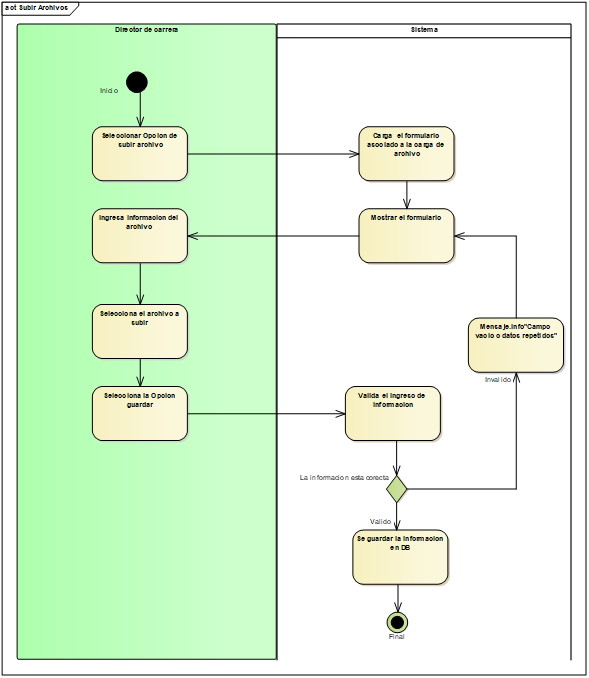 act Subir Archivos
Director de carrera
Sistema
Inicio
Seleccionar Opcion de
subir archivo
Carga el formulario
asociado a la carga de
archivo
Ingresa Informacion del
archivo
Mostrar el formulario
Selecciona el archivo a
subir
Mensaje.Info"Campo
vacio o datos repetidos"
Invalido
Selecciona la Opcion
guardar
Valida el Ingreso de
Informacion
La informacion esta corecta
Valido
Se guardar la Informacion
en DB
Final